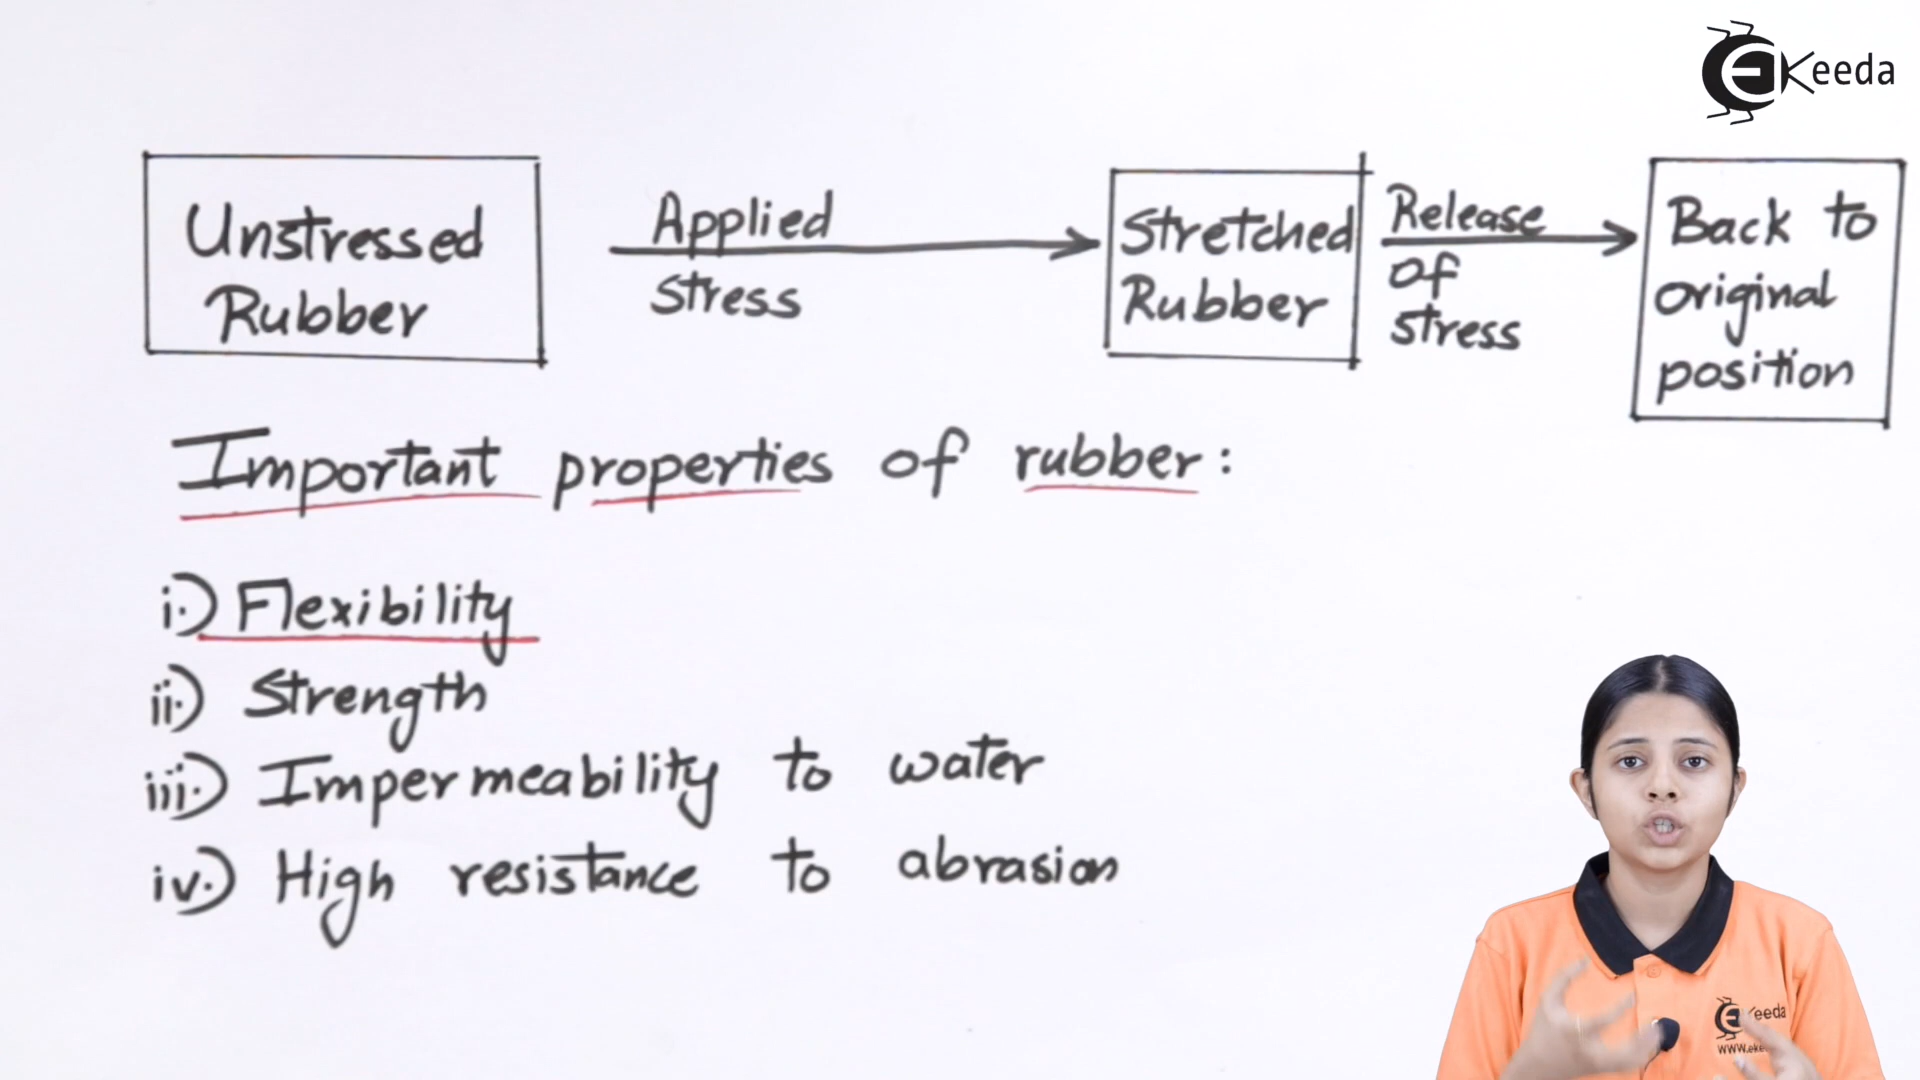 EKeeda
Unstressed
Rubber
Applied
stress
Stretched
Rubber
Release
of
stress
Back to
original
position
Important properties of rubber:
i.) Flexibility
ii.) Strength
iii.) Impermeability to water
iv.) High resistance to abrasion
EKeeda